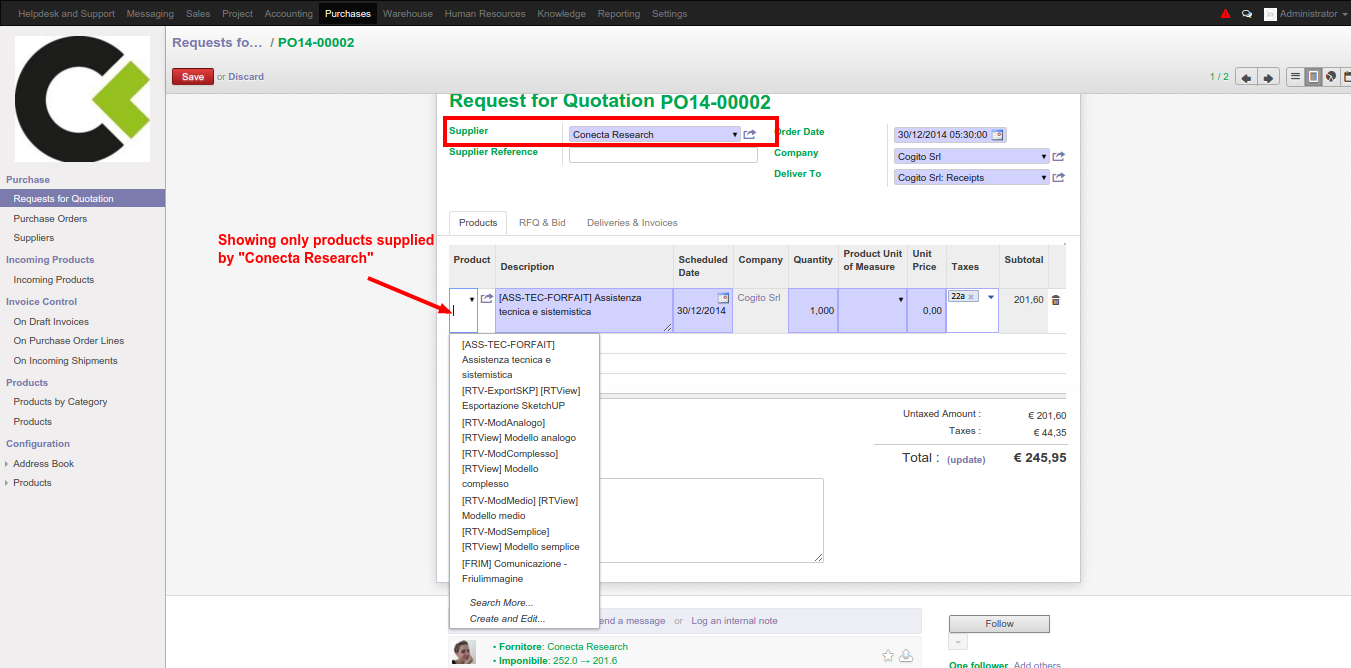 Helpdesk and Support Messaging Sales Project Accounting Purchases Warehouse Human Resources Knowledge Reporting Settings Administrator
Requests fo... / PO14-00002
Save or Discard
1 / 2
Request for Quotation PO14-00002
Supplier
Conecta Research
Supplier Reference
Order Date
30/12/2014 05:30:00
Company
Cogito Srl
Deliver To
Cogito Srl: Receipts
Purchase
Requests for Quotation
Purchase Orders
Suppliers
Incoming Products
Incoming Products
Invoice Control
On Draft Invoices
On Purchase Order Lines
On Incoming Shipments
Products
Products by Category
Products
Configuration
Address Book
Products
Products RFQ & Bid Deliveries & Invoices
Showing only products supplied
by "Conecta Research"
Product
Description
Scheduled
Date
Company
Quantity
Product Unit
of Measure
Unit
Price
Taxes
Subtotal
[ASS-TEC-FORFAIT] Assistenza
tecnica e sistemistica
30/12/2014
Cogito Srl
1,000
0,00
22a
201,60
[ASS-TEC-FORFAIT]
Assistenza tecnica e
sistemistica
[RTV-ExportSKP] [RTView]
Esportazione SketchUP
[RTV-ModAnalogo]
[RTView] Modello analogo
[RTV-ModComplesso]
[RTView] Modello
complesso
[RTV-ModMedio] [RTView]
Modello medio
[RTV-ModSemplice]
[RTView] Modello semplice
[FRIM] Comunicazione -
Friulimmagine
Search More...
Create and Edit...
Untaxed Amount : € 201,60
Taxes : € 44,35
Total : (update) € 245,95
end a message or Log an internal note
• Fornitore: Conecta Research
• Imponibile: 252.0 → 201.6
Follow
One follower Add others